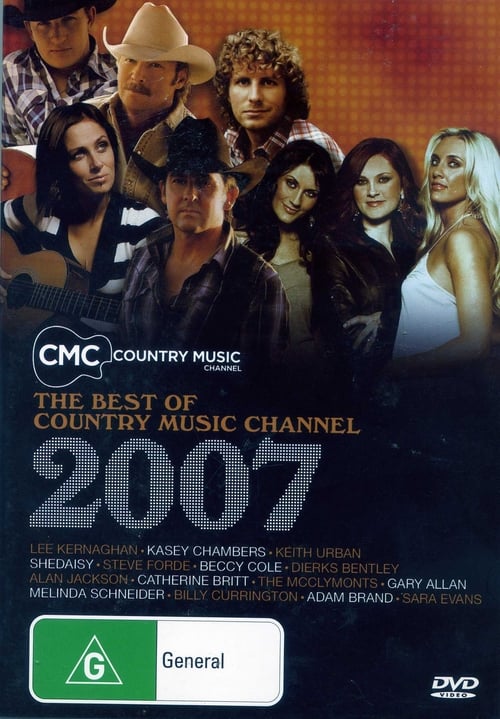 CMC COUNTRY MUSIC
CHANNEL
THE BEST OF
COUNTRY MUSIC CHANNEL
2007
LEE KERNAGHAN • KASEY CHAMBERS • KEITH URBAN
SHEDAISY • STEVE FORDE • BECCY COLE • DIERKS BENTLEY
ALAN JACKSON • CATHERINE BRITT • THE MCCLYMONTS • GARY ALLAN
MELINDA SCHNEIDER • BILLY CURRINGTON • ADAM BRAND • SARA EVANS
G General
DVD
VIDEO